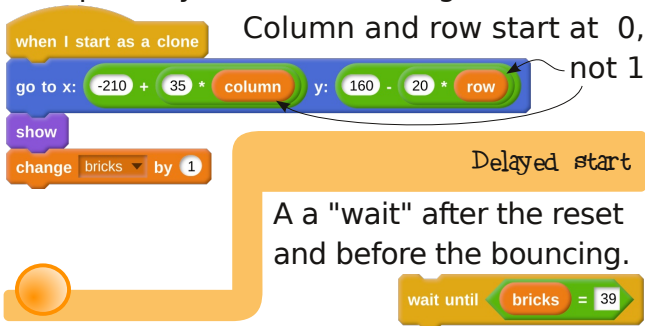 Column and row start at 0,
not 1
when I start as a clone
go to x: -210 + 35 * column y: 160 - 20 * row
show
change bricks by 1
Delayed start
A a "wait" after the reset
and before the bouncing.
wait until bricks = 39